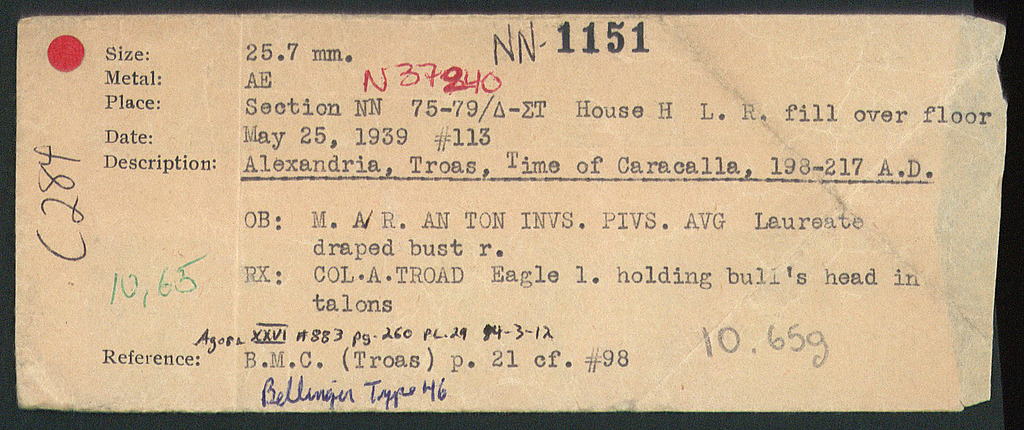 NN-1151
Size: 25.7 mm.
Metal: AE N37240
Place: Section NN 75-79/Δ-ΣΤ House H L. R. fill over floor
Date: May 25, 1939 #113
Description: Alexandria, Troas, Time of Caracalla, 198-217 A.D.
C284
OB: M. A/R. AN TON INVS. PIVS. AVG Laureate
draped bust r.
10,65
RX: COL.A.TROAD Eagle l. holding bull's head in
talons
Agora XXVI #883 pg. 260 PL.29 94-3-12
10.65g
Reference: B.M.C. (Troas) p. 21 cf. #98
Bellinger Type 46